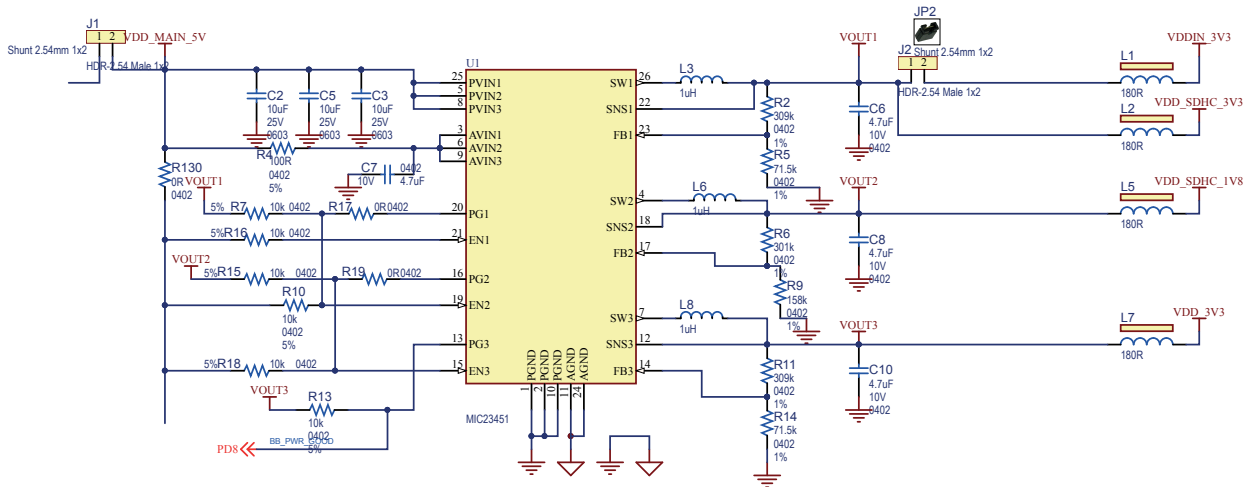 J1
1 2
Shunt 2.54mm 1x2
HDR-2.54 Male 1x2
VDD_MAIN_5V
C2
10uF
25V
0603
C5
10uF
25V
0603
C3
10uF
25V
0603
R4
100R
0402
5%
C7
10V
0402
4.7uF
R130
0R
0402
VOUT1
5% R7 10k 0402
R17 0R0402
5% R16 10k 0402
VOUT2
5% R15 10k 0402
R19 0R0402
R10
10k
0402
5%
5% R18 10k 0402
VOUT3
R13
10k
0402
5%
PD8
BB_PWR_GOOD
U1
25 PVIN1
5 PVIN2
8 PVIN3
3 AVIN1
6 AVIN2
9 AVIN3
20 PG1
21 EN1
16 PG2
19 EN2
13 PG3
15 EN3
SW1 26
SNS1 22
FB1 23
SW2 4
SNS2 18
FB2 17
SW3 7
SNS3 12
FB3 14
PGND 1
PGND 2
PGND 10
AGND 11
AGND 24
MIC23451
L3
1uH
R2
309k
0402
1%
R5
71.5k
0402
1%
VOUT1
C6
4.7uF
10V
0402
JP2
Shunt 2.54mm 1x2
J2
1 2
HDR-2.54 Male 1x2
L1
180R
VDDIN_3V3
L2
180R
VDD_SDHC_3V3
L6
1uH
R6
301k
0402
1%
R9
158k
0402
1%
VOUT2
C8
4.7uF
10V
0402
L5
180R
VDD_SDHC_1V8
L8
1uH
R11
309k
0402
1%
R14
71.5k
0402
1%
VOUT3
C10
4.7uF
10V
0402
L7
180R
VDD_3V3